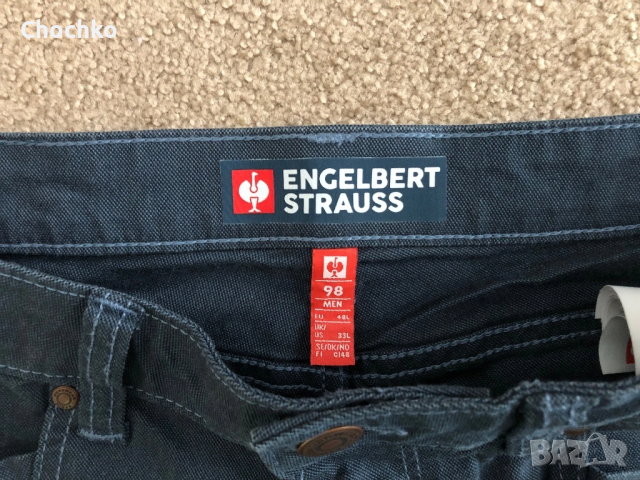 Chochko
ENGELBERT
STRAUSS
98
MEN
EU 48L
UK/
US 33L
SE/DK/NO
FI C148
BAZAR